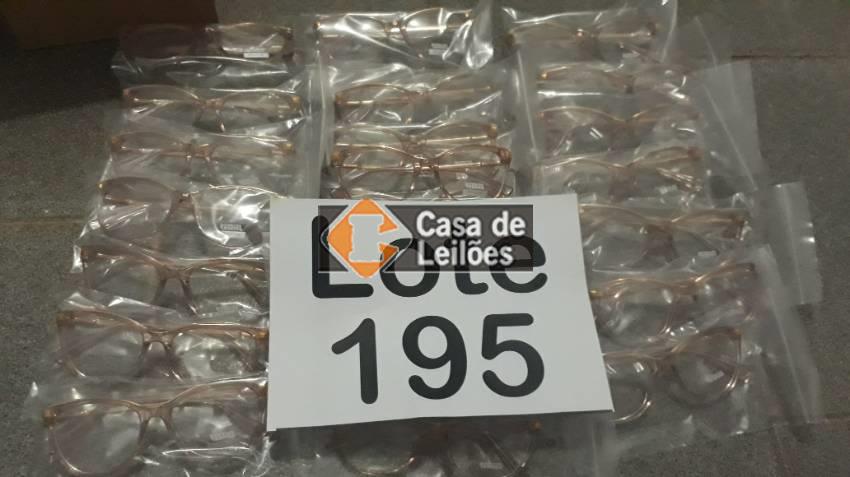 Lote
Casa de
Leilões
195